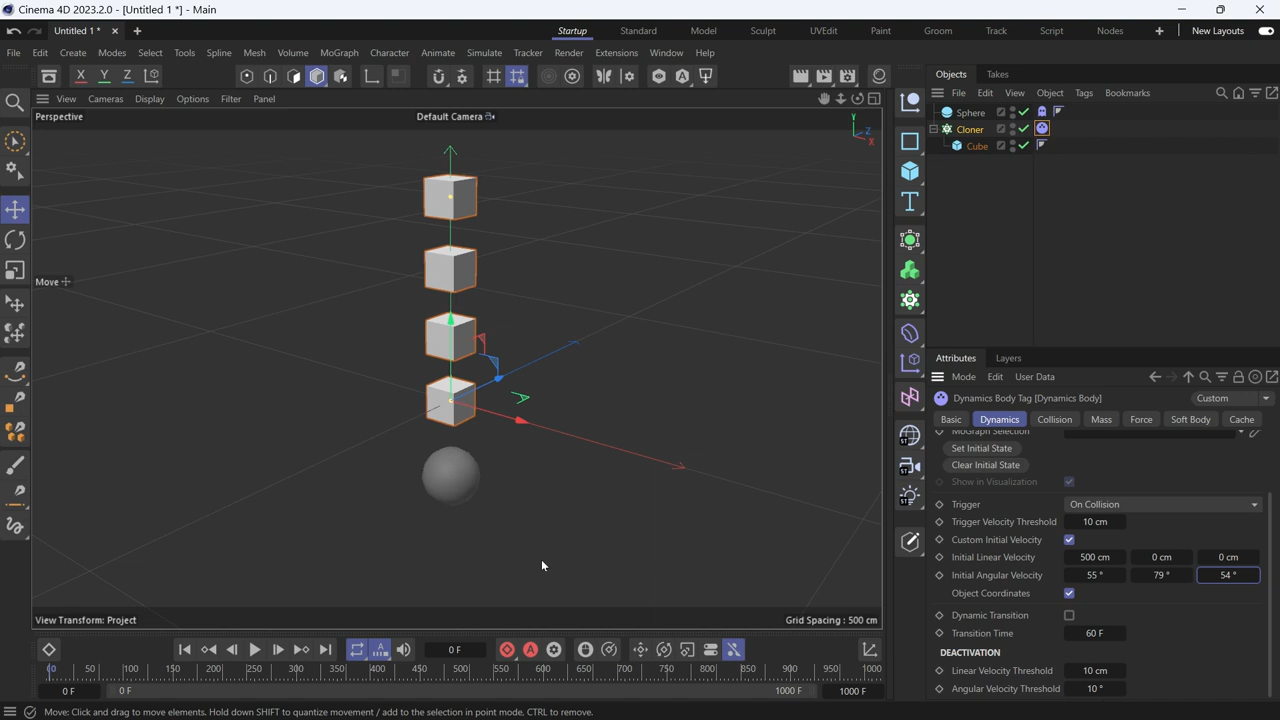 Cinema 4D 2023.2.0 - [Untitled 1 *] - Main
Untitled 1 *
Startup Standard Model Sculpt UVEdit Paint Groom Track Script Nodes New Layouts
File Edit Create Modes Select Tools Spline Mesh Volume MoGraph Character Animate Simulate Tracker Render Extensions Window Help
X Y Z
Objects Takes
View Cameras Display Options Filter Panel
File Edit View Object Tags Bookmarks
Perspective
Default Camera
Y
Z
X
Sphere
Cloner
Cube
Move
Attributes Layers
Mode Edit User Data
Dynamics Body Tag [Dynamics Body]
Custom
Basic Dynamics Collision Mass Force Soft Body Cache
MoGraph Selection
Set Initial State
Clear Initial State
Show in Visualization
Trigger On Collision
Trigger Velocity Threshold 10 cm
Custom Initial Velocity
Initial Linear Velocity 500 cm 0 cm 0 cm
Initial Angular Velocity 55 ° 79 ° 54 °
Object Coordinates
Dynamic Transition
Transition Time 60 F
DEACTIVATION
Linear Velocity Threshold 10 cm
Angular Velocity Threshold 10 °
View Transform: Project
Grid Spacing : 500 cm
0 F
0 50 100 150 200 250 300 350 400 450 500 550 600 650 700 750 800 850 900 950 1000
0 F 0 F 1000 F 1000 F
Move: Click and drag to move elements. Hold down SHIFT to quantize movement / add to the selection in point mode, CTRL to remove.